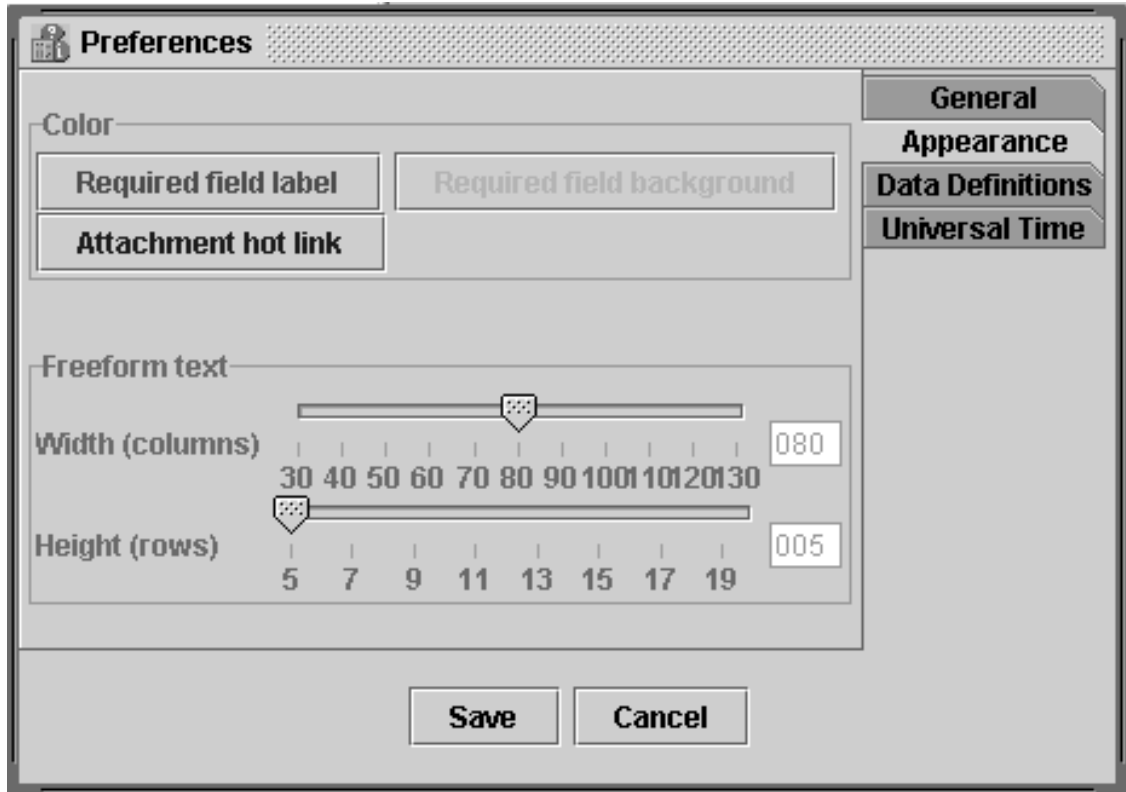 Preferences
General
Color
Appearance
Required field label Required field background
Data Definitions
Attachment hot link
Universal Time
Freeform text
Width (columns) 080
30 40 50 60 70 80 90 100 110 120 130
Height (rows) 005
5 7 9 11 13 15 17 19
Save Cancel